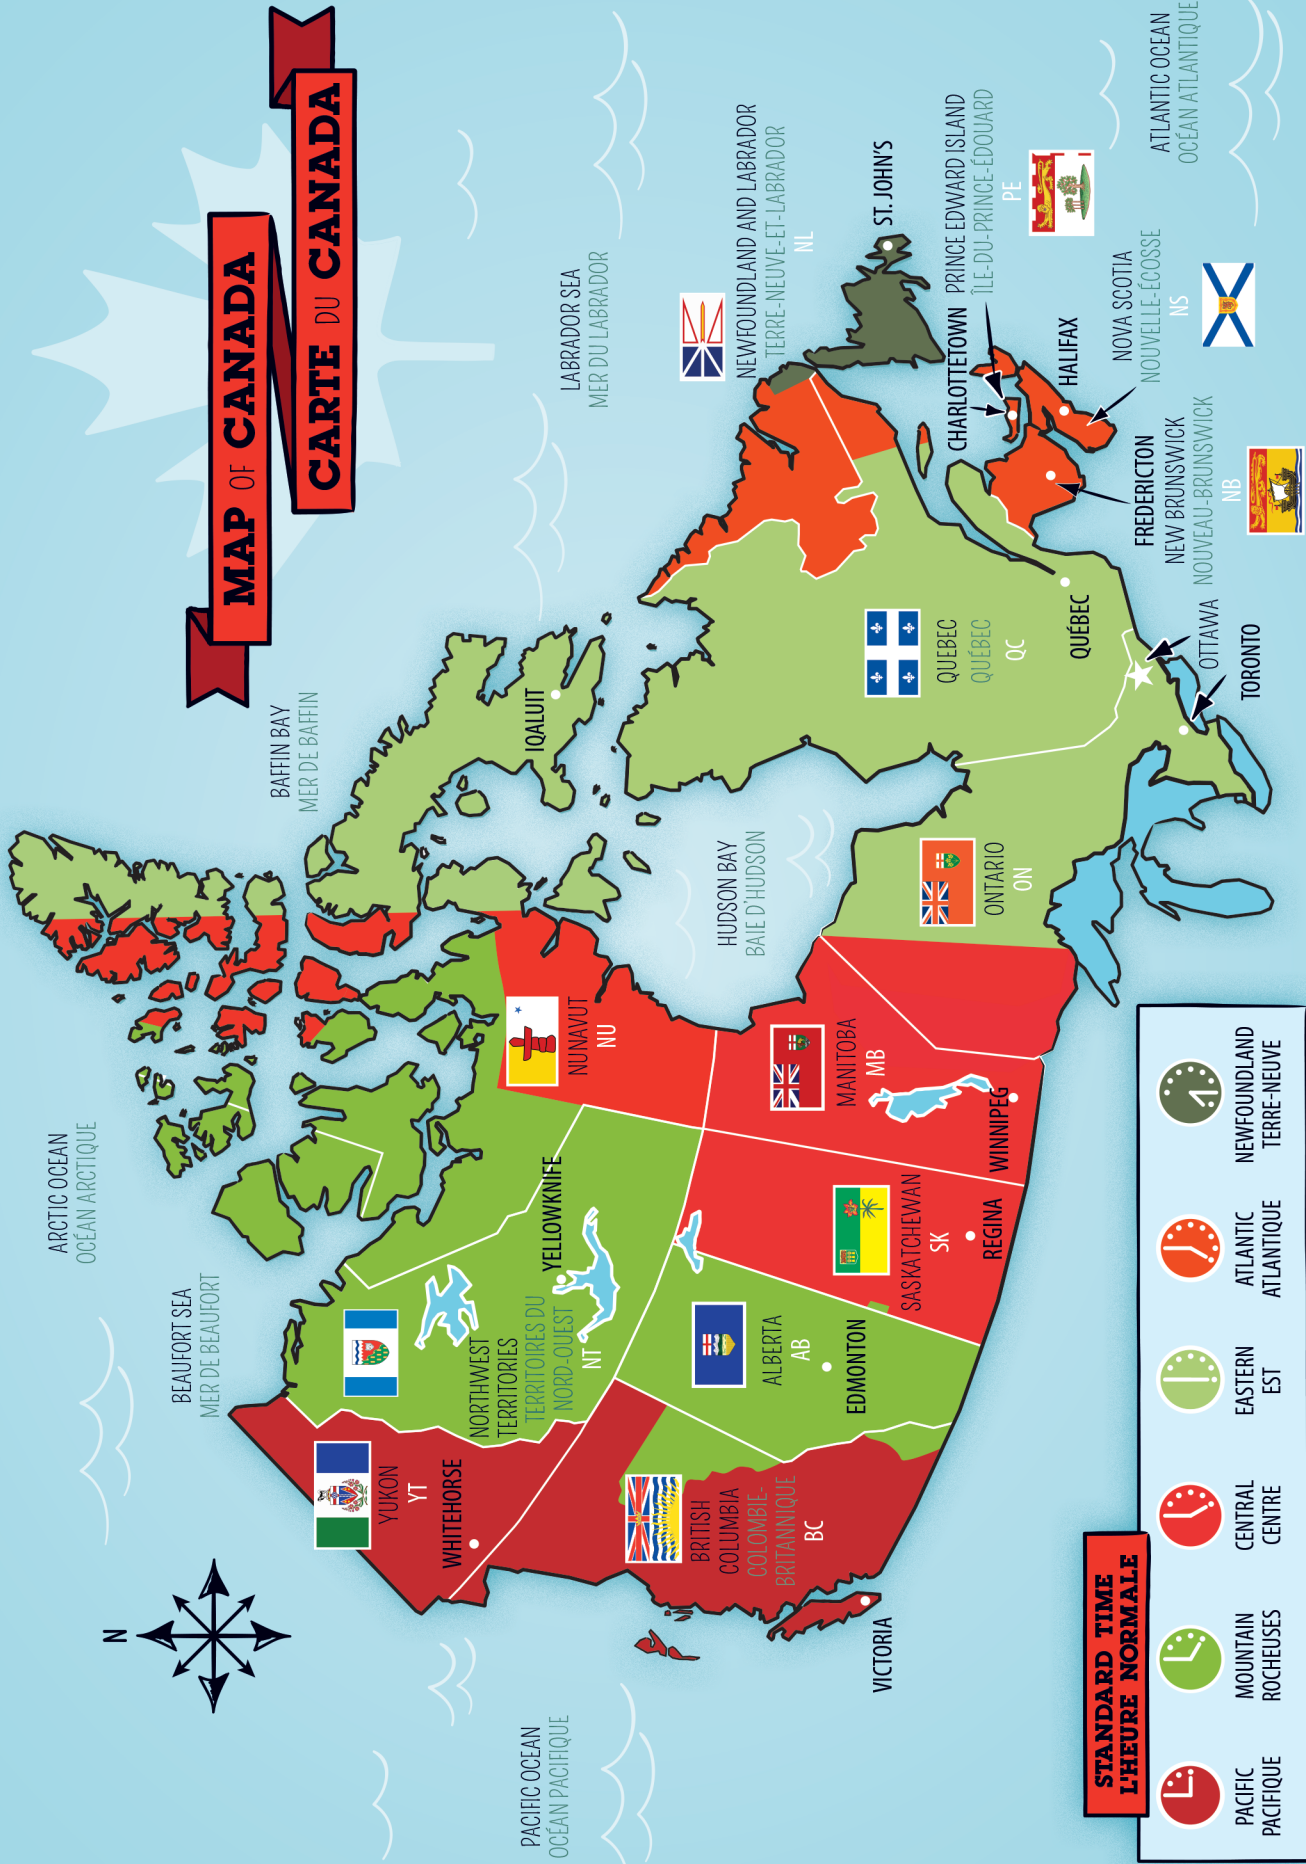 MAP OF CANADA
CARTE DU CANADA
N
ARCTIC OCEAN
OCÉAN ARCTIQUE
BEAUFORT SEA
MER DE BEAUFORT
BAFFIN BAY
MER DE BAFFIN
LABRADOR SEA
MER DU LABRADOR
HUDSON BAY
BAIE D'HUDSON
PACIFIC OCEAN
OCÉAN PACIFIQUE
ATLANTIC OCEAN
OCÉAN ATLANTIQUE
YUKON
YT
WHITEHORSE
NORTHWEST
TERRITORIES
TERRITOIRES DU
NORD-OUEST
NT
YELLOWKNIFE
NUNAVUT
NU
IQALUIT
BRITISH
COLUMBIA
COLOMBIE-
BRITANNIQUE
BC
VICTORIA
ALBERTA
AB
EDMONTON
SASKATCHEWAN
SK
REGINA
MANITOBA
MB
WINNIPEG
ONTARIO
ON
TORONTO
OTTAWA
QUEBEC
QUÉBEC
QC
QUÉBEC
NEWFOUNDLAND AND LABRADOR
TERRE-NEUVE-ET-LABRADOR
NL
ST. JOHN'S
PRINCE EDWARD ISLAND
ÎLE-DU-PRINCE-ÉDOUARD
PE
CHARLOTTETOWN
HALIFAX
NOVA SCOTIA
NOUVELLE-ÉCOSSE
NS
FREDERICTON
NEW BRUNSWICK
NOUVEAU-BRUNSWICK
NB
STANDARD TIME
L'HEURE NORMALE
PACIFIC
PACIFIQUE
MOUNTAIN
ROCHEUSES
CENTRAL
CENTRE
EASTERN
EST
ATLANTIC
ATLANTIQUE
NEWFOUNDLAND
TERRE-NEUVE